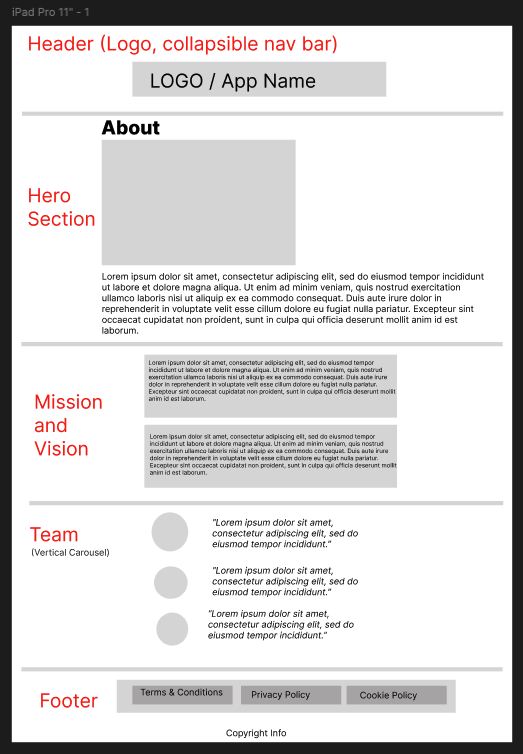 iPad Pro 11" - 1
Header (Logo, collapsible nav bar)
LOGO / App Name
About
Hero
Section
Lorem ipsum dolor sit amet, consectetur adipiscing elit, sed do eiusmod tempor incididunt
ut labore et dolore magna aliqua. Ut enim ad minim veniam, quis nostrud exercitation
ullamco laboris nisi ut aliquip ex ea commodo consequat. Duis aute irure dolor in
reprehenderit in voluptate velit esse cillum dolore eu fugiat nulla pariatur. Excepteur sint
occaecat cupidatat non proident, sunt in culpa qui officia deserunt mollit anim id est
laborum.
Mission
and
Vision
Lorem ipsum dolor sit amet, consectetur adipiscing elit, sed do eiusmod tempor
incididunt ut labore et dolore magna aliqua. Ut enim ad minim veniam, quis nostrud
exercitation ullamco laboris nisi ut aliquip ex ea commodo consequat. Duis aute irure
dolor in reprehenderit in voluptate velit esse cillum dolore eu fugiat nulla pariatur.
Excepteur sint occaecat cupidatat non proident, sunt in culpa qui officia deserunt mollit
anim id est laborum.
Lorem ipsum dolor sit amet, consectetur adipiscing elit, sed do eiusmod tempor
incididunt ut labore et dolore magna aliqua. Ut enim ad minim veniam, quis nostrud
exercitation ullamco laboris nisi ut aliquip ex ea commodo consequat. Duis aute irure
dolor in reprehenderit in voluptate velit esse cillum dolore eu fugiat nulla pariatur.
Excepteur sint occaecat cupidatat non proident, sunt in culpa qui officia deserunt mollit
anim id est laborum.
Team
(Vertical Carousel)
"Lorem ipsum dolor sit amet,
consectetur adipiscing elit, sed do
eiusmod tempor incididunt."
"Lorem ipsum dolor sit amet,
consectetur adipiscing elit, sed do
eiusmod tempor incididunt."
"Lorem ipsum dolor sit amet,
consectetur adipiscing elit, sed do
eiusmod tempor incididunt."
Footer
Terms & Conditions
Privacy Policy
Cookie Policy
Copyright Info